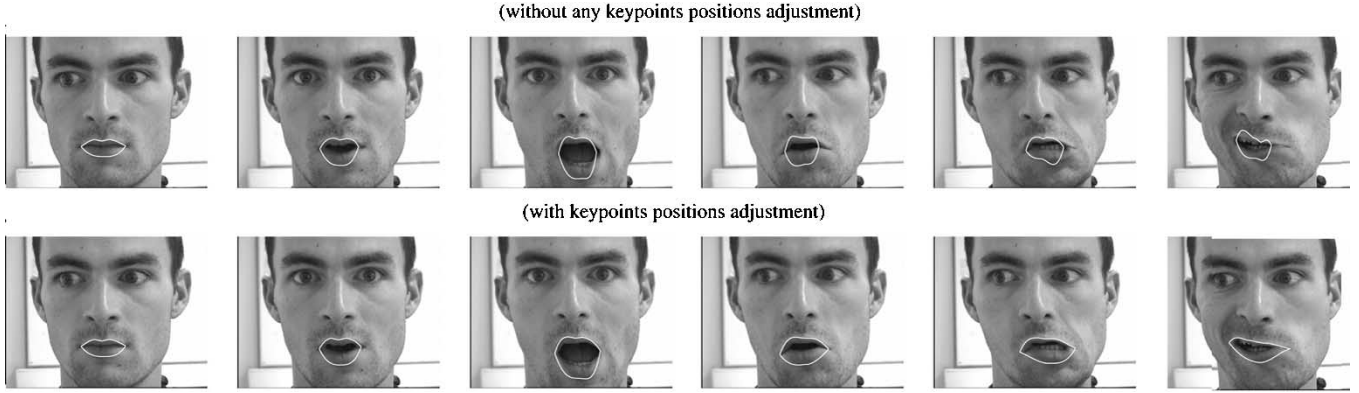 (without any keypoints positions adjustment)
(with keypoints positions adjustment)